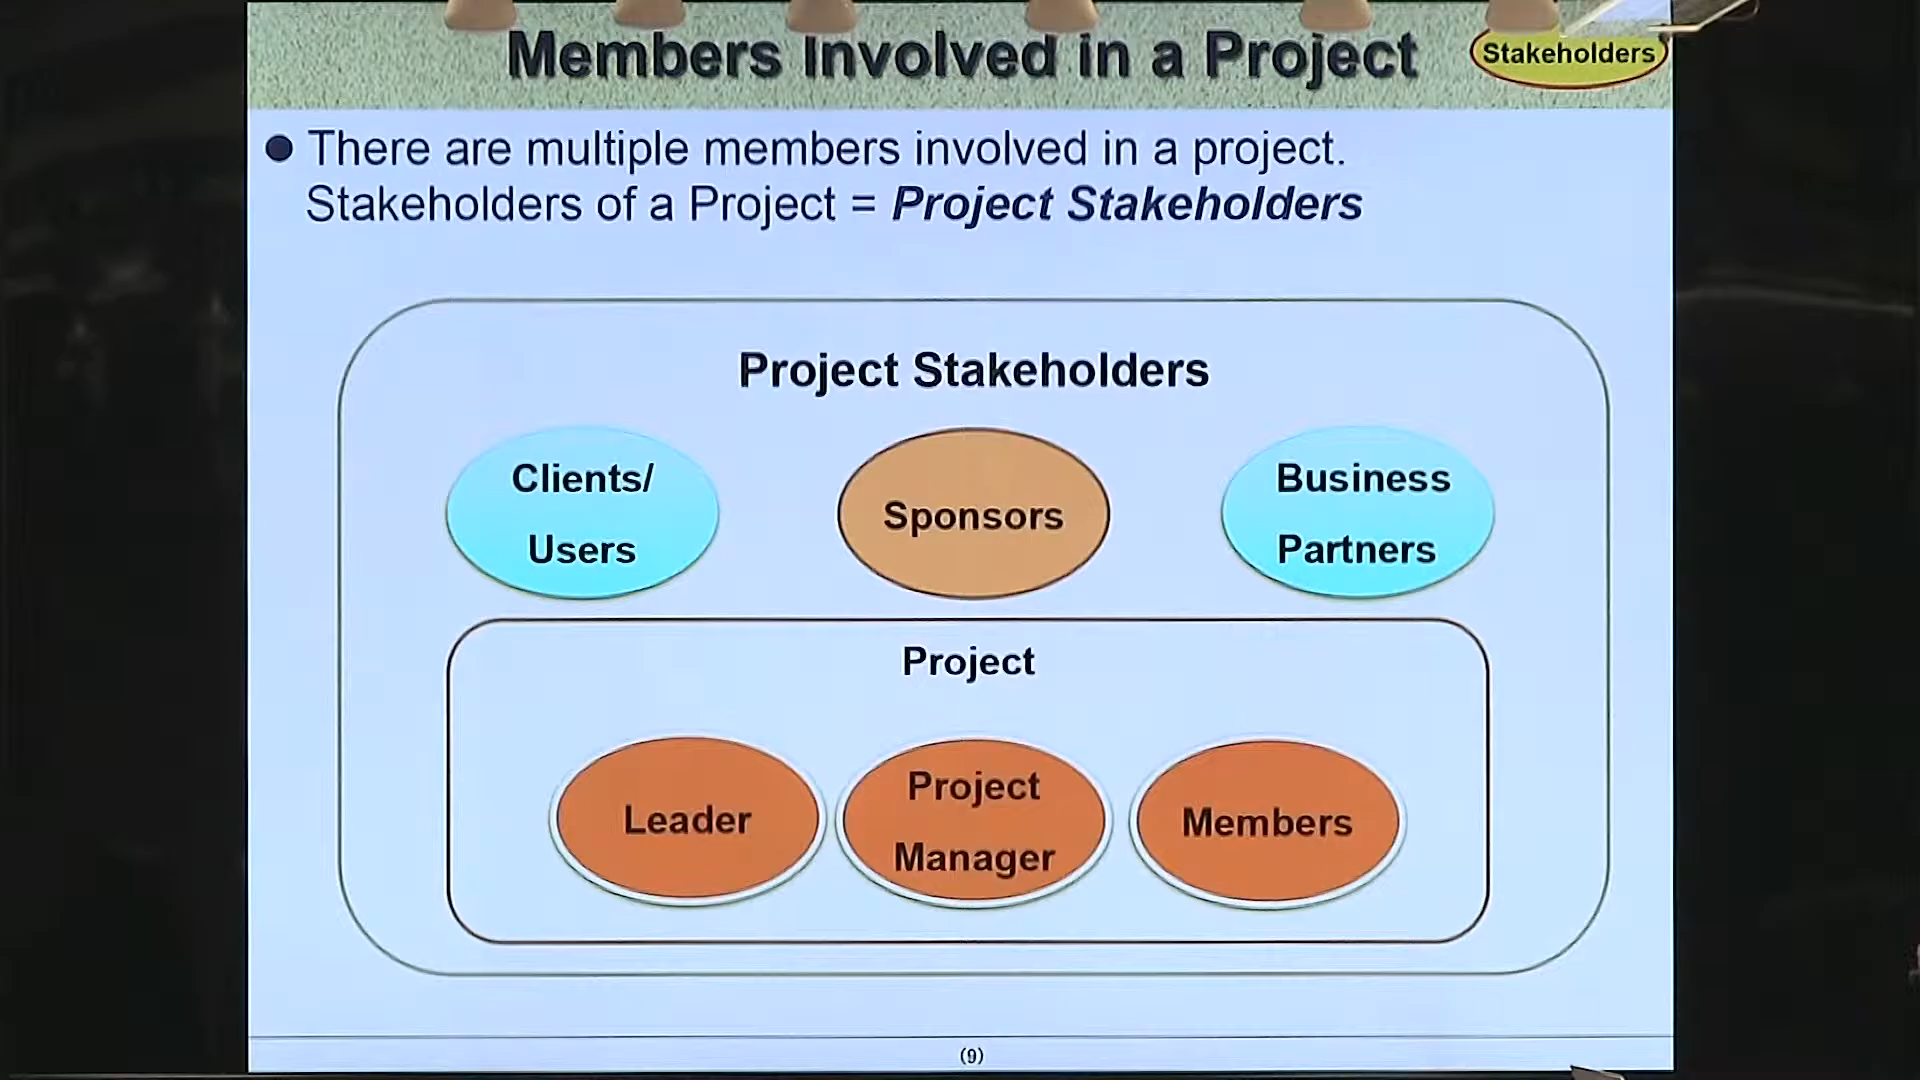 Members Involved in a Project
Stakeholders
There are multiple members involved in a project.
Stakeholders of a Project = Project Stakeholders
Project Stakeholders
Clients/
Users
Sponsors
Business
Partners
Project
Leader
Project
Manager
Members
(9)